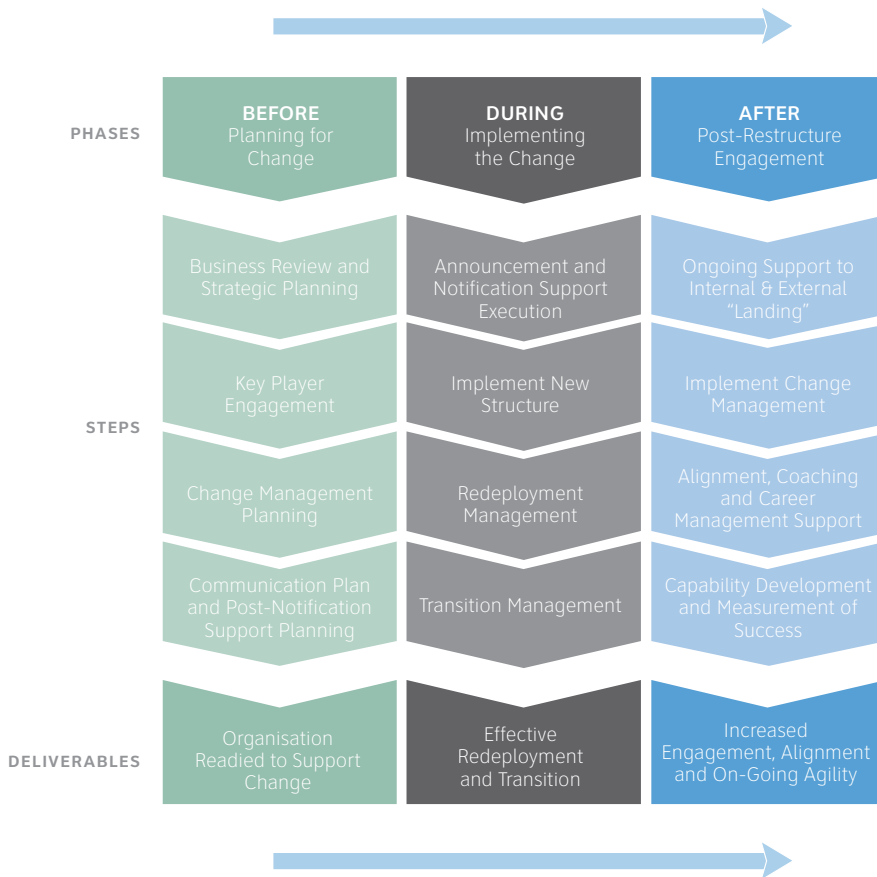 PHASES
BEFORE
Planning for
Change
DURING
Implementing
the Change
AFTER
Post-Restructure
Engagement
STEPS
Business Review and
Strategic Planning
Announcement and
Notification Support
Execution
Ongoing Support to
Internal & External
“Landing”
Key Player
Engagement
Implement New
Structure
Implement Change
Management
Change Management
Planning
Redeployment
Management
Alignment, Coaching
and Career
Management Support
Communication Plan
and Post-Notification
Support Planning
Transition Management
Capability Development
and Measurement of
Success
DELIVERABLES
Organisation
Readied to Support
Change
Effective
Redeployment
and Transition
Increased
Engagement, Alignment
and On-Going Agility